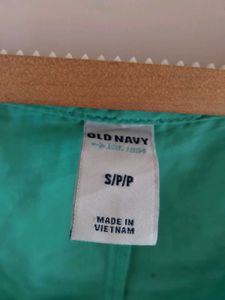 OLD NAVY
EST. 1994
S/P/P
MADE IN
VIETNAM